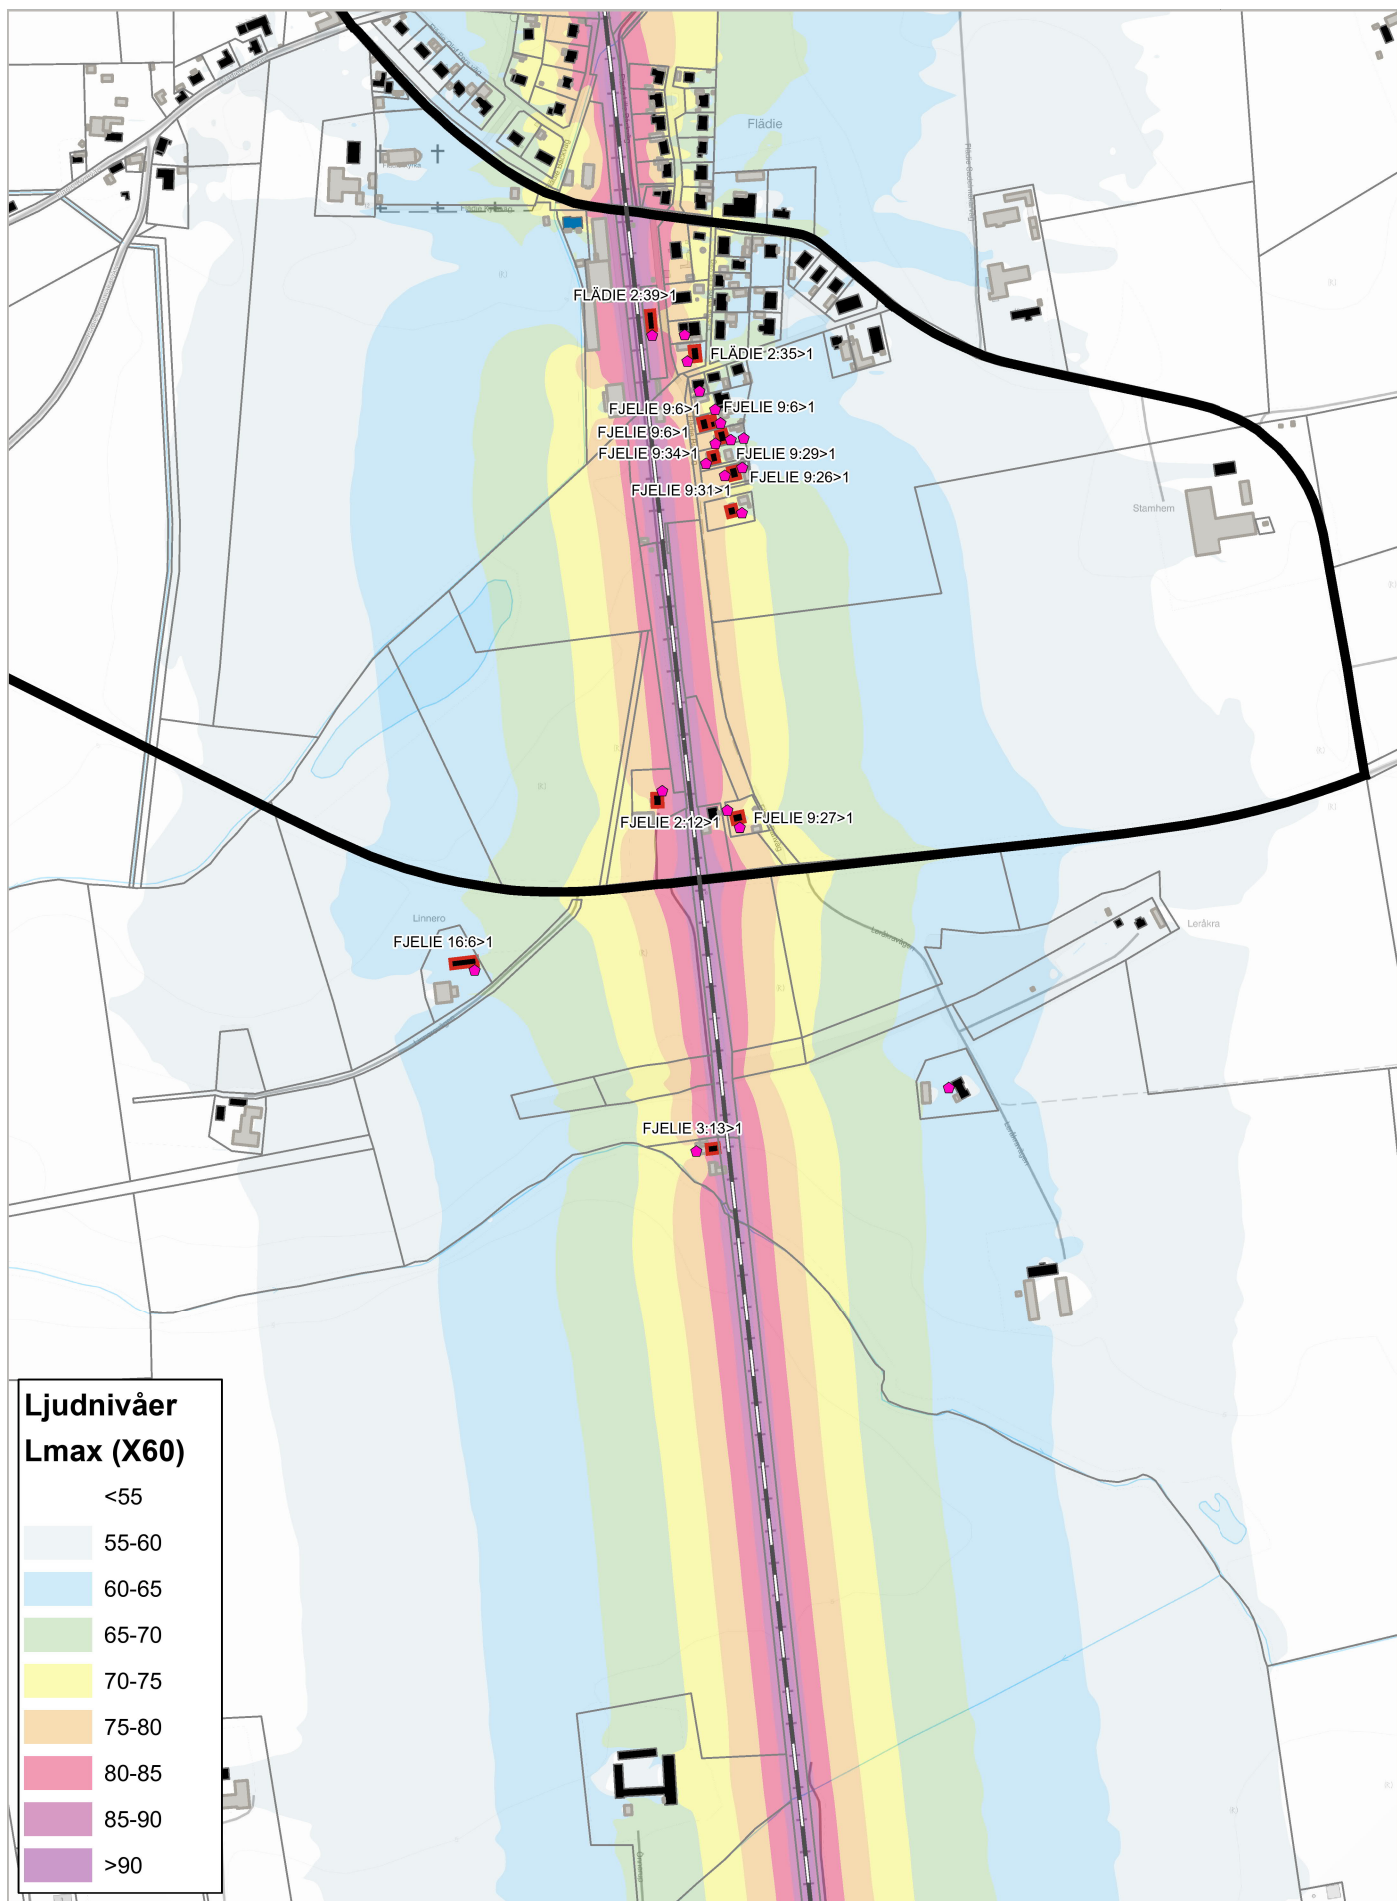 Flädie
FLÄDIE 2:39>1
FLÄDIE 2:35>1
FJELIE 9:6>1
FJELIE 9:6>1
FJELIE 9:6>1
FJELIE 9:34>1
FJELIE 9:29>1
FJELIE 9:26>1
FJELIE 9:31>1
Stamhem
FJELIE 2:12>1
FJELIE 9:27>1
Linnero
Leråkra
Leråkravägen
FJELIE 16:6>1
FJELIE 3:13>1
Leråkravägen
Ljudnivåer
Lmax (X60)
<55
55-60
60-65
65-70
70-75
75-80
80-85
85-90
>90